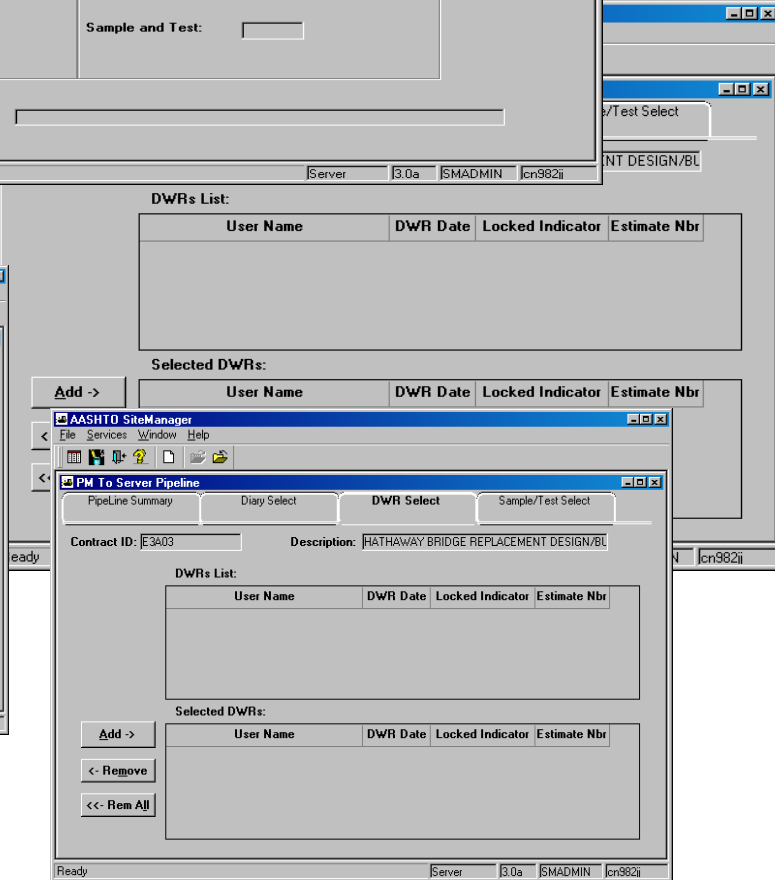 Sample and Test:
e/Test Select
ENT DESIGN/BU
Server 3.0a SMADMIN cn982jj
DWRs List:
User Name DWR Date Locked Indicator Estimate Nbr
Selected DWRs:
Add -> User Name DWR Date Locked Indicator Estimate Nbr
<
<<
eady N cn982jj
AASHTO SiteManager
File Services Window Help
PM To Server Pipeline
PipeLine Summary Diary Select DWR Select Sample/Test Select
Contract ID: E3A03 Description: HATHAWAY BRIDGE REPLACEMENT DESIGN/BU
DWRs List:
User Name DWR Date Locked Indicator Estimate Nbr
Selected DWRs:
Add -> User Name DWR Date Locked Indicator Estimate Nbr
<- Remove
<<- Rem All
Ready Server 3.0a SMADMIN cn982jj